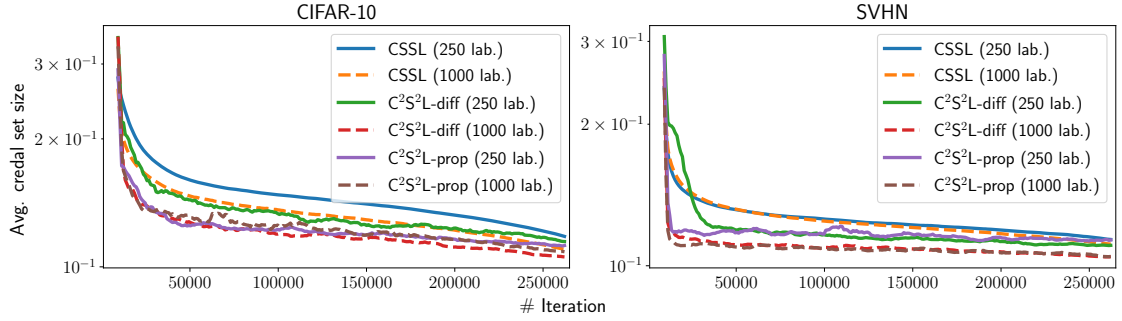 CIFAR-10
SVHN
Avg. credal set size
3 × 10⁻¹
2 × 10⁻¹
10⁻¹
CSSL (250 lab.)
CSSL (1000 lab.)
C²S²L-diff (250 lab.)
C²S²L-diff (1000 lab.)
C²S²L-prop (250 lab.)
C²S²L-prop (1000 lab.)
50000 100000 150000 200000 250000
3 × 10⁻¹
2 × 10⁻¹
10⁻¹
CSSL (250 lab.)
CSSL (1000 lab.)
C²S²L-diff (250 lab.)
C²S²L-diff (1000 lab.)
C²S²L-prop (250 lab.)
C²S²L-prop (1000 lab.)
50000 100000 150000 200000 250000
# Iteration